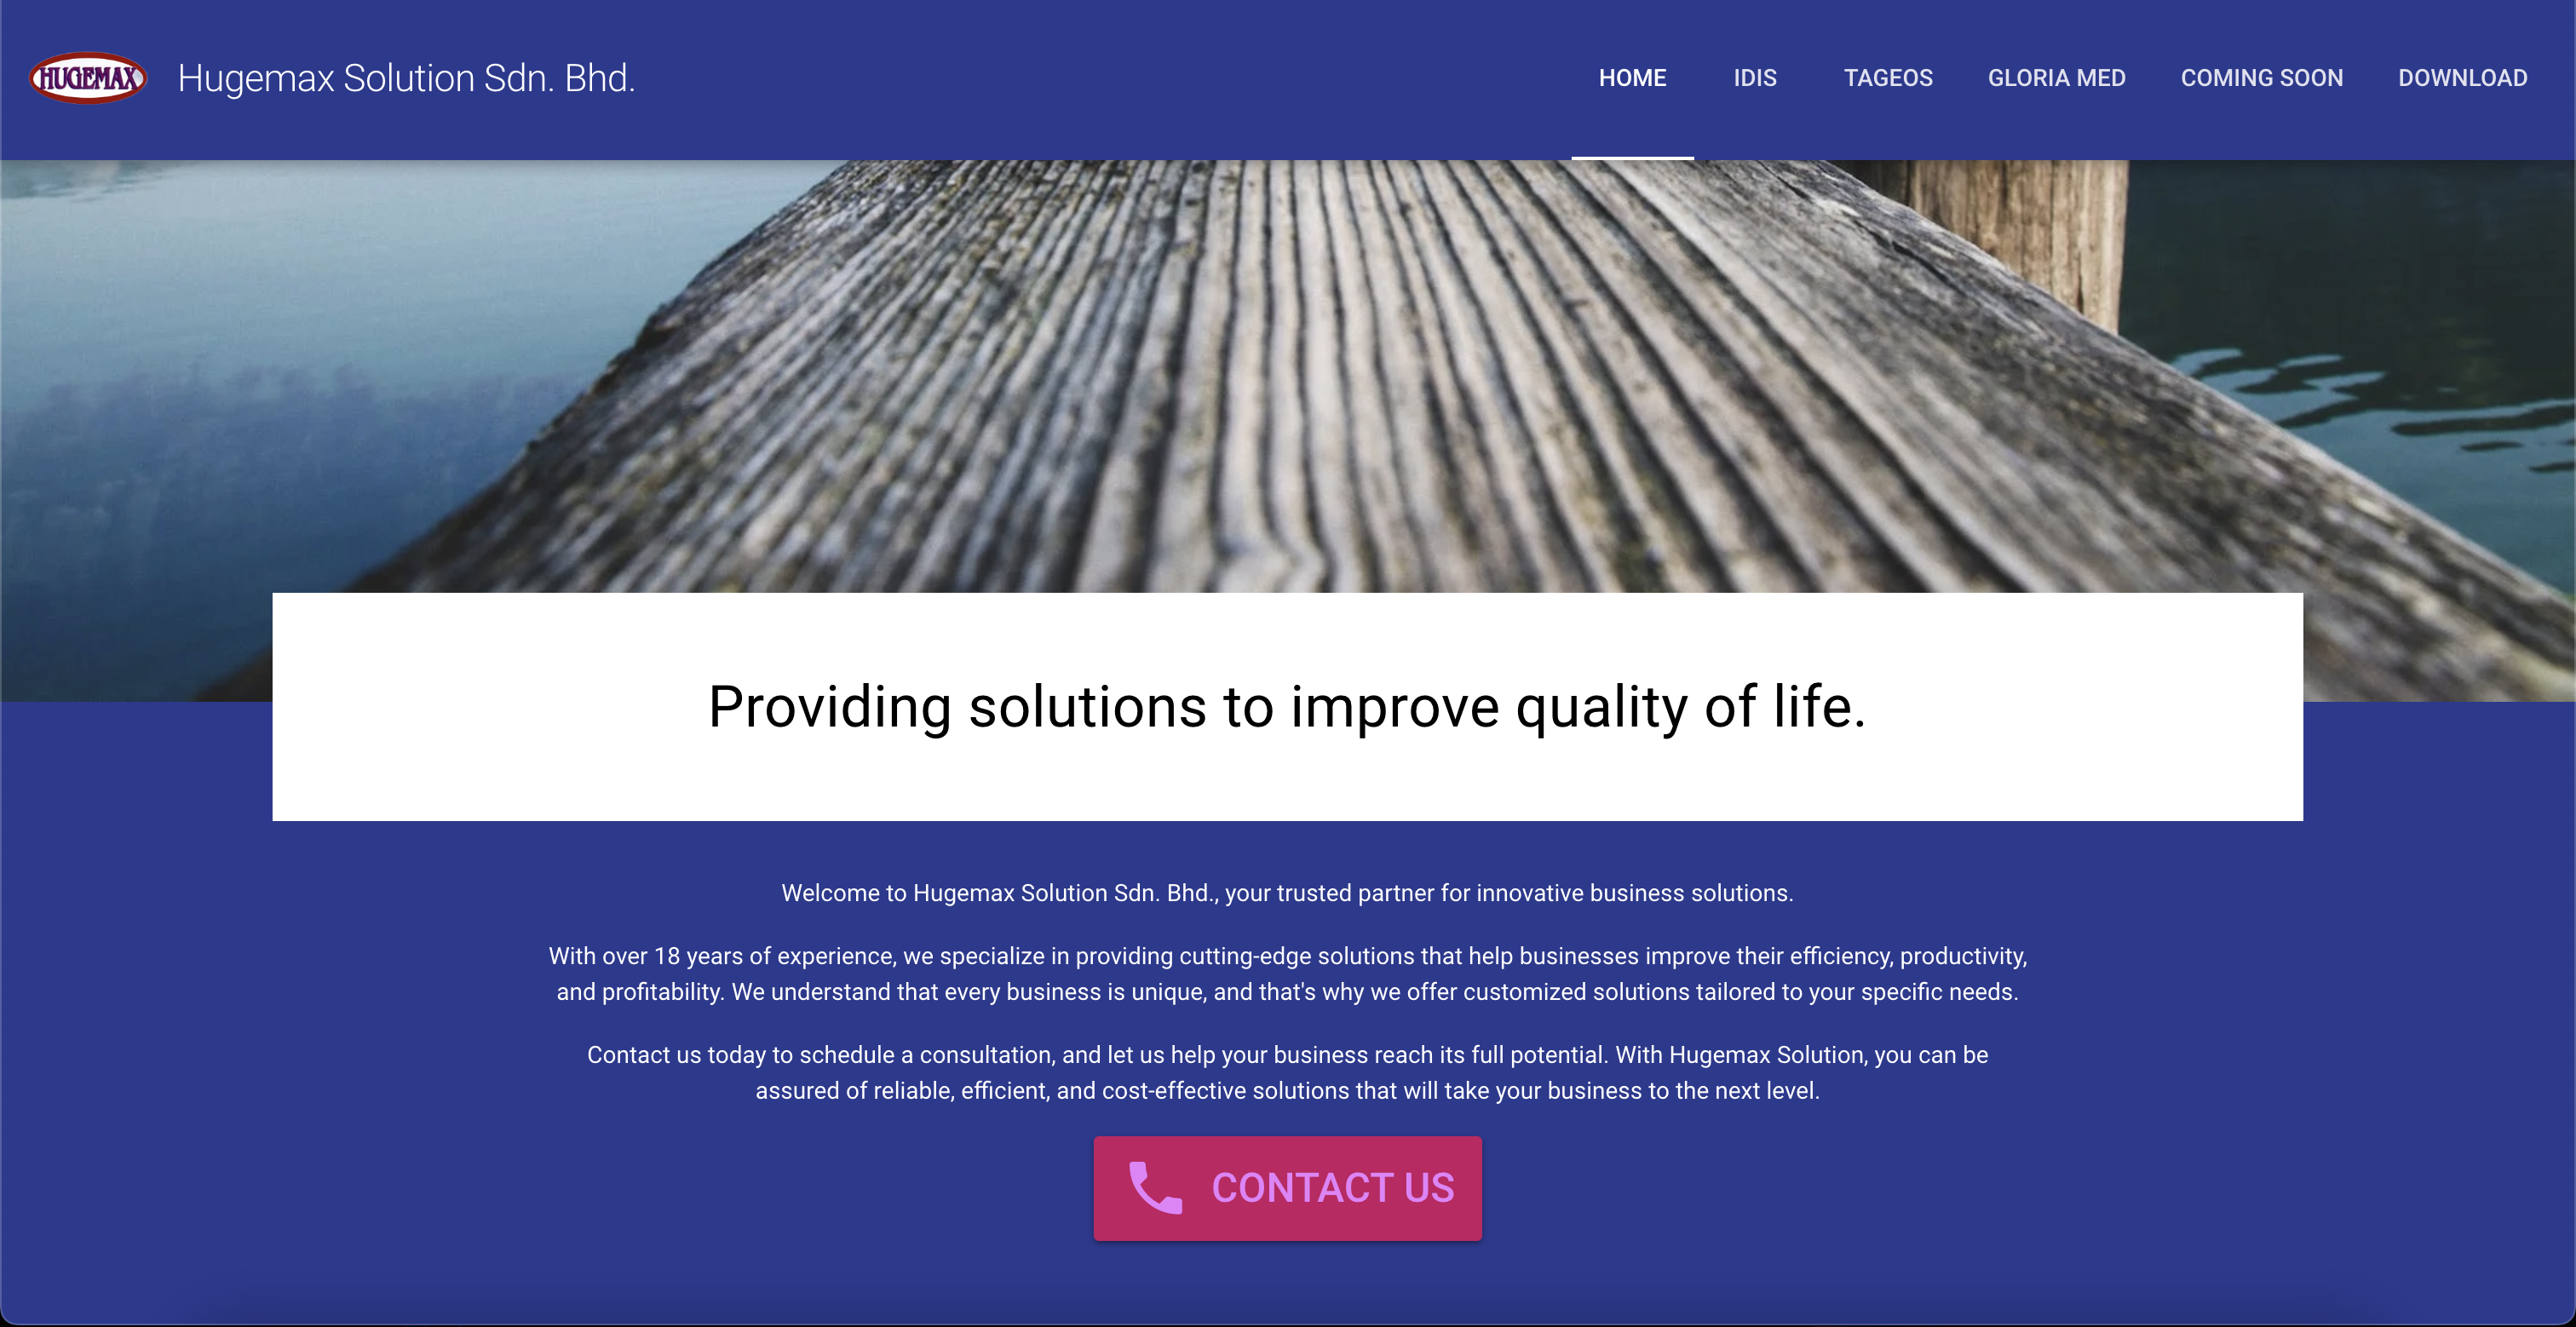 HUGEMAX
Hugemax Solution Sdn. Bhd.
HOME
IDIS
TAGEOS
GLORIA MED
COMING SOON
DOWNLOAD
Providing solutions to improve quality of life.
Welcome to Hugemax Solution Sdn. Bhd., your trusted partner for innovative business solutions.
With over 18 years of experience, we specialize in providing cutting-edge solutions that help businesses improve their efficiency, productivity,
and profitability. We understand that every business is unique, and that's why we offer customized solutions tailored to your specific needs.
Contact us today to schedule a consultation, and let us help your business reach its full potential. With Hugemax Solution, you can be
assured of reliable, efficient, and cost-effective solutions that will take your business to the next level.
CONTACT US